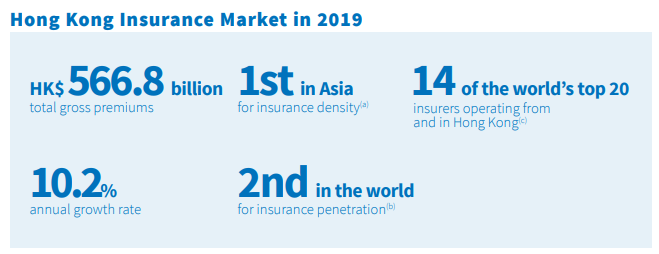 Hong Kong Insurance Market in 2019
HK$ 566.8 billion
total gross premiums
1st in Asia
for insurance density(a)
14 of the world's top 20
insurers operating from
and in Hong Kong(c)
10.2%
annual growth rate
2nd in the world
for insurance penetration(b)